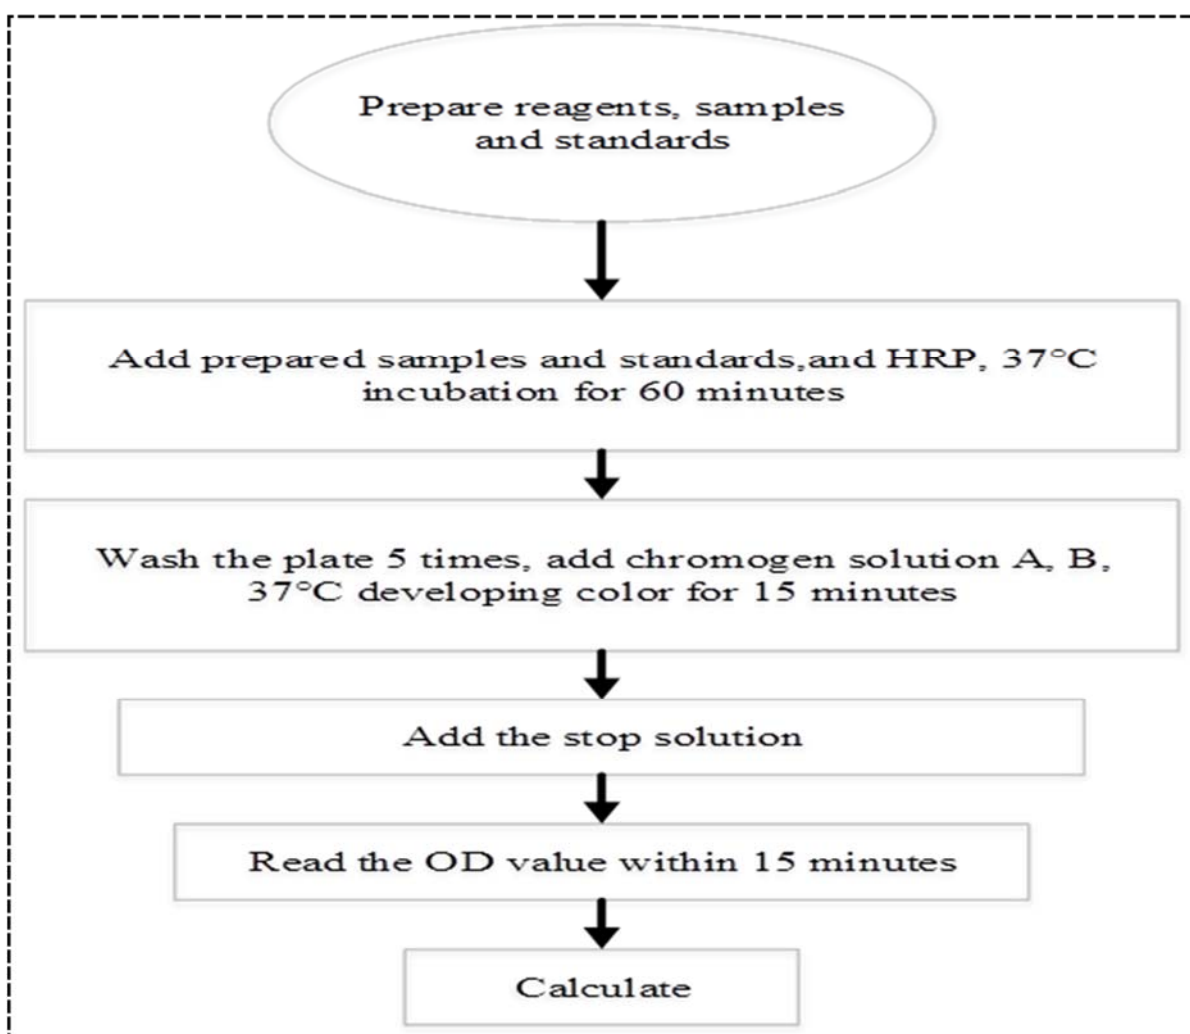 Prepare reagents, samples
and standards
Add prepared samples and standards,and HRP, 37°C
incubation for 60 minutes
Wash the plate 5 times, add chromogen solution A, B,
37°C developing color for 15 minutes
Add the stop solution
Read the OD value within 15 minutes
Calculate